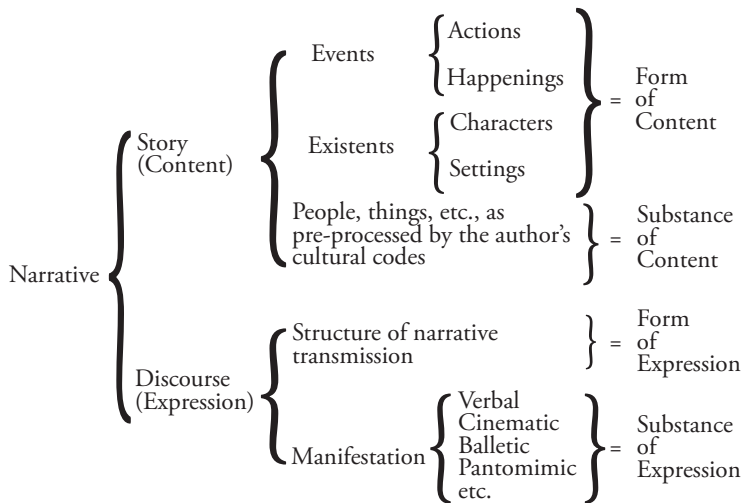 Narrative
Story
(Content)
Events
Actions
Happenings
Existents
Characters
Settings
= Form
of
Content
People, things, etc., as
pre-processed by the author’s
cultural codes
= Substance
of
Content
Discourse
(Expression)
Structure of narrative
transmission
= Form
of
Expression
Manifestation
Verbal
Cinematic
Balletic
Pantomimic
etc.
= Substance
of
Expression